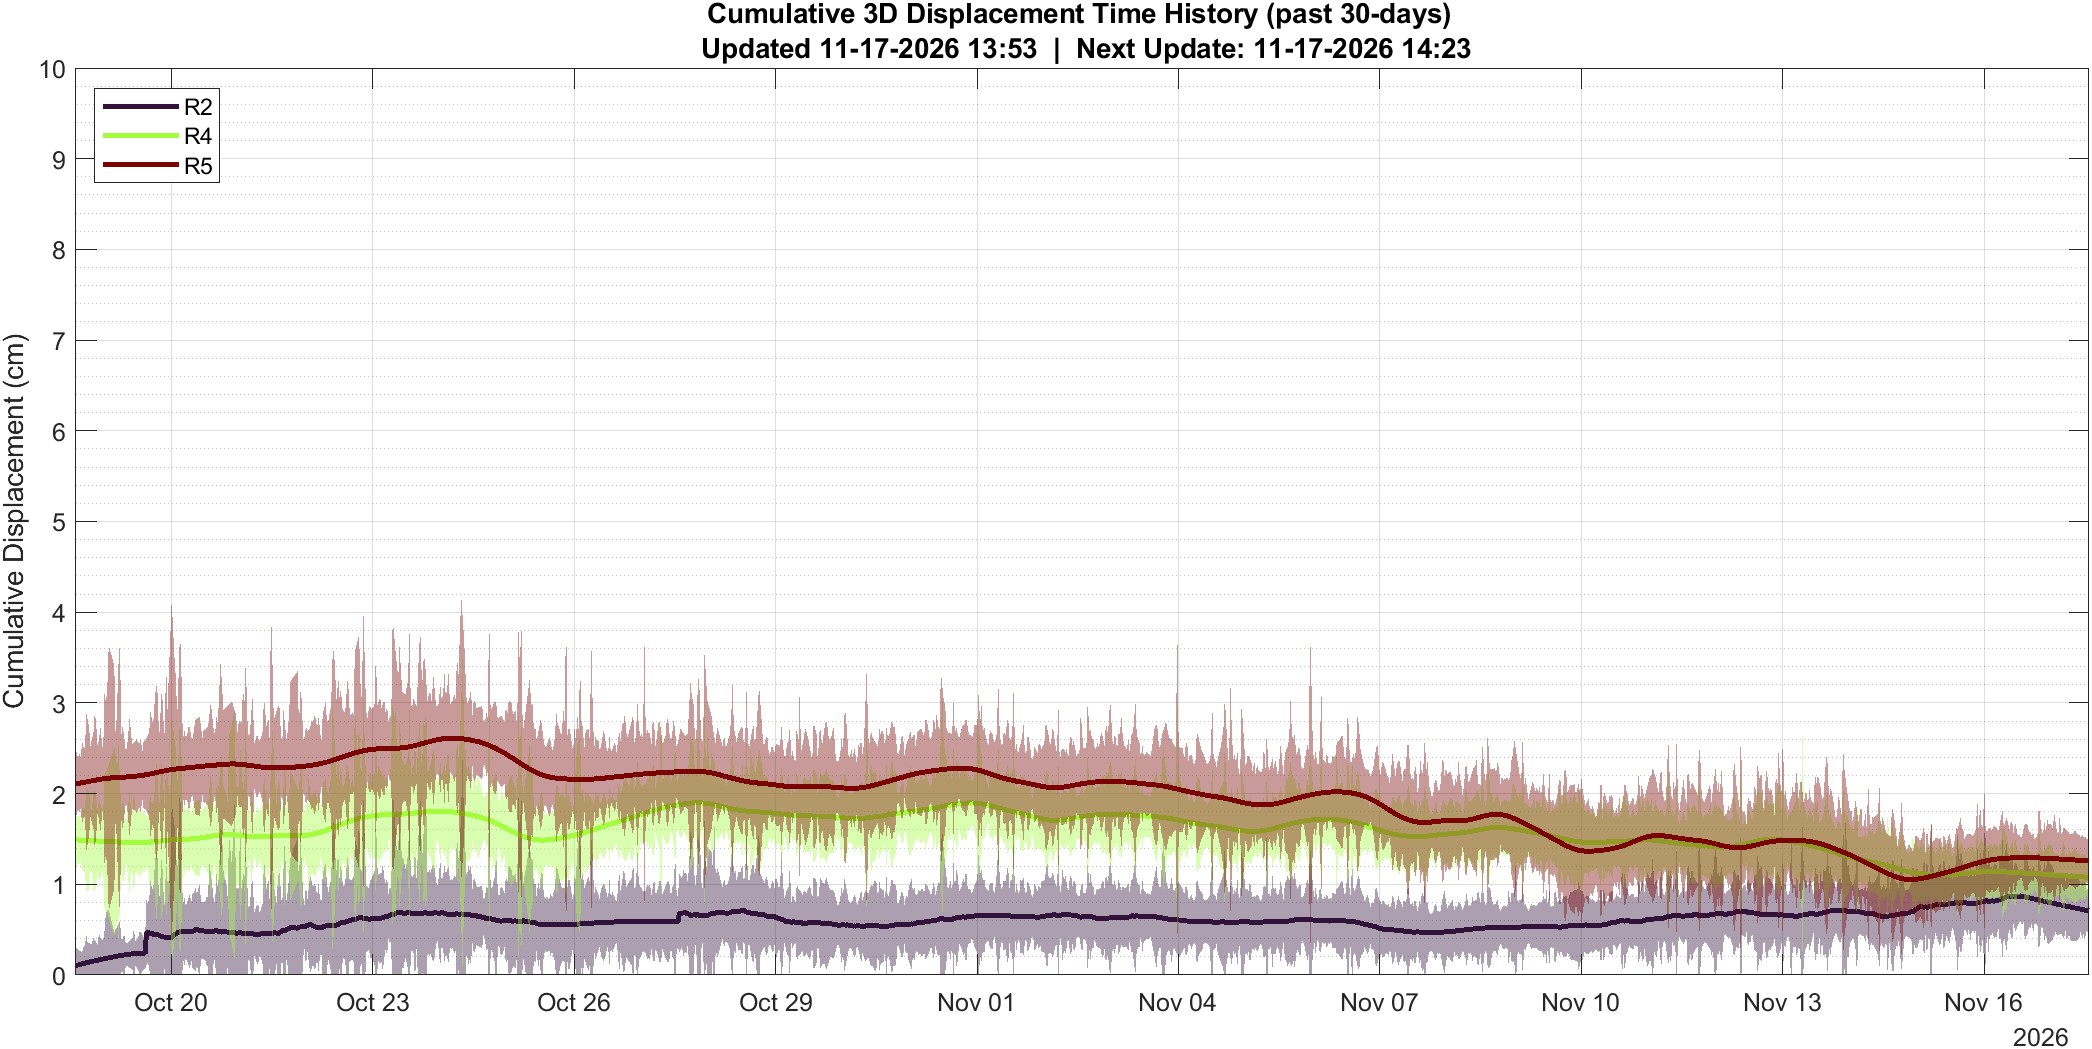 Cumulative 3D Displacement Time History (past 30-days)
Updated 11-17-2026 13:53 | Next Update: 11-17-2026 14:23
R2
R4
R5
Cumulative Displacement (cm)
10
9
8
7
6
5
4
3
2
1
0
Oct 20 Oct 23 Oct 26 Oct 29 Nov 01 Nov 04 Nov 07 Nov 10 Nov 13 Nov 16
2026